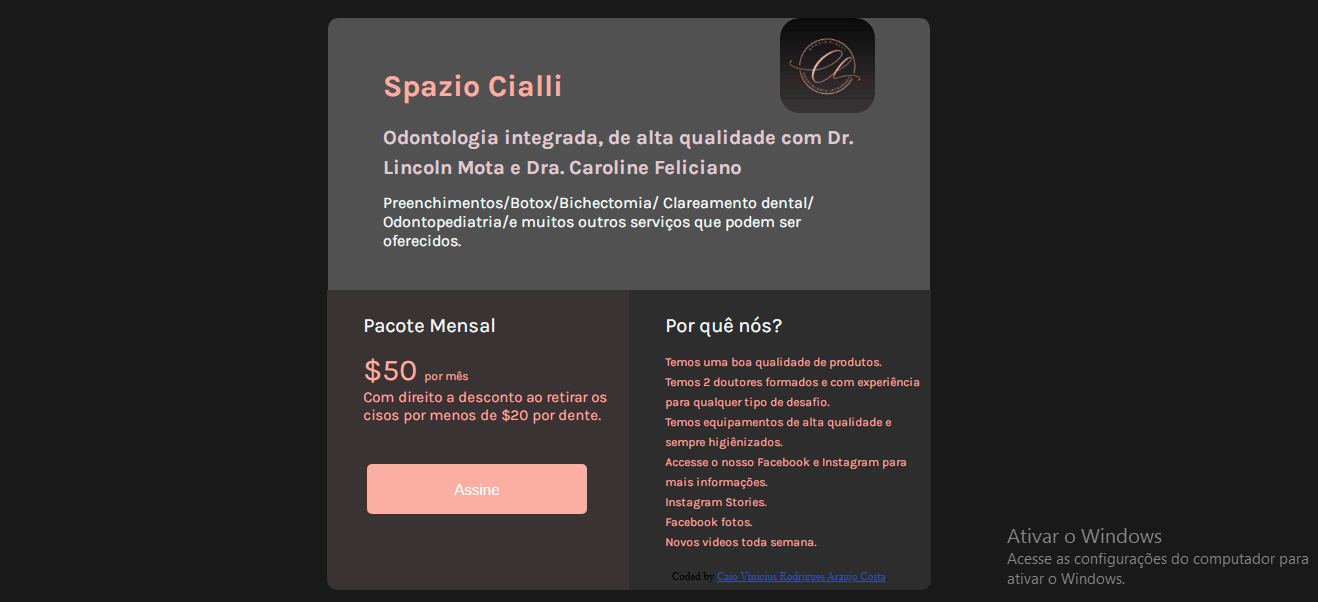 Spazio Cialli
Odontologia integrada, de alta qualidade com Dr.
Lincoln Mota e Dra. Caroline Feliciano
Preenchimentos/Botox/Bichectomia/ Clareamento dental/
Odontopediatria/e muitos outros serviços que podem ser
oferecidos.
Pacote Mensal
$50 por mês
Com direito a desconto ao retirar os
cisos por menos de $20 por dente.
Assine
Por quê nós?
Temos uma boa qualidade de produtos.
Temos 2 doutores formados e com experiência
para qualquer tipo de desafio.
Temos equipamentos de alta qualidade e
sempre higiênizados.
Accesse o nosso Facebook e Instagram para
mais informações.
Instagram Stories.
Facebook fotos.
Novos videos toda semana.
Coded by Caio Vinicius Rodrigues Araujo Costa.
Ativar o Windows
Acesse as configurações do computador para
ativar o Windows.